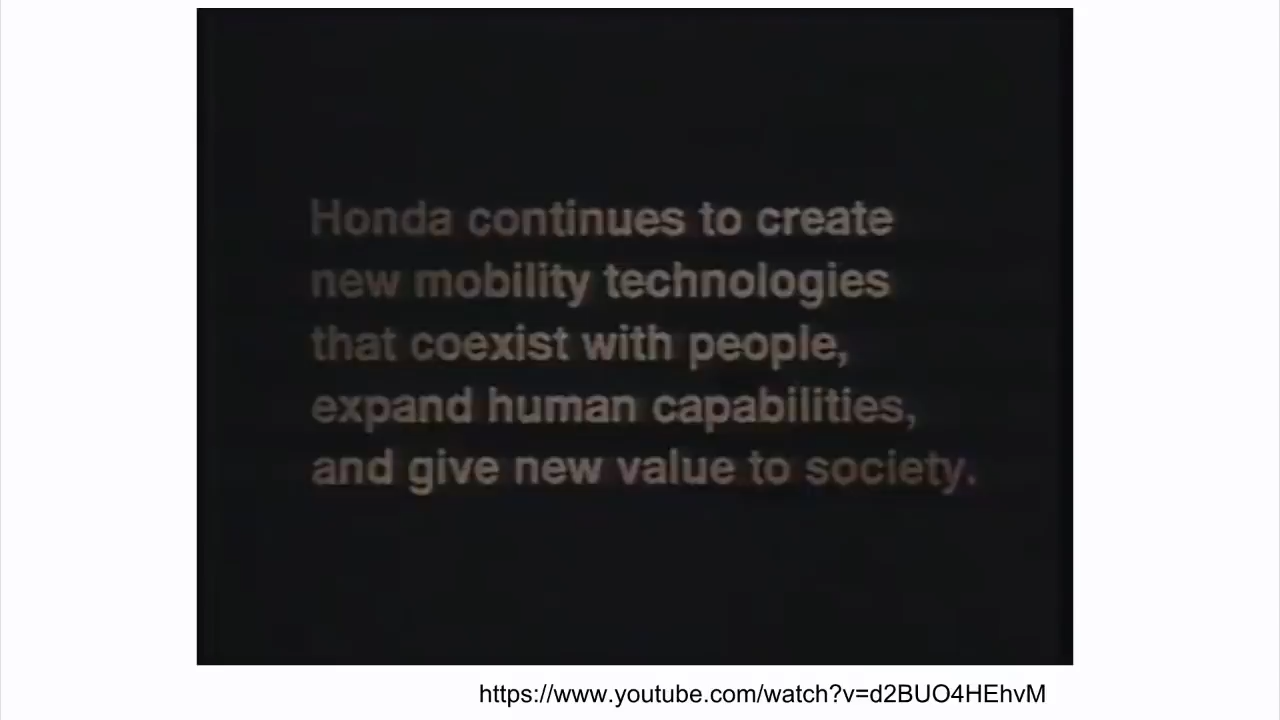 Honda continues to create
new mobility technologies
that coexist with people,
expand human capabilities,
and give new value to society.
https://www.youtube.com/watch?v=d2BUO4HEhvM